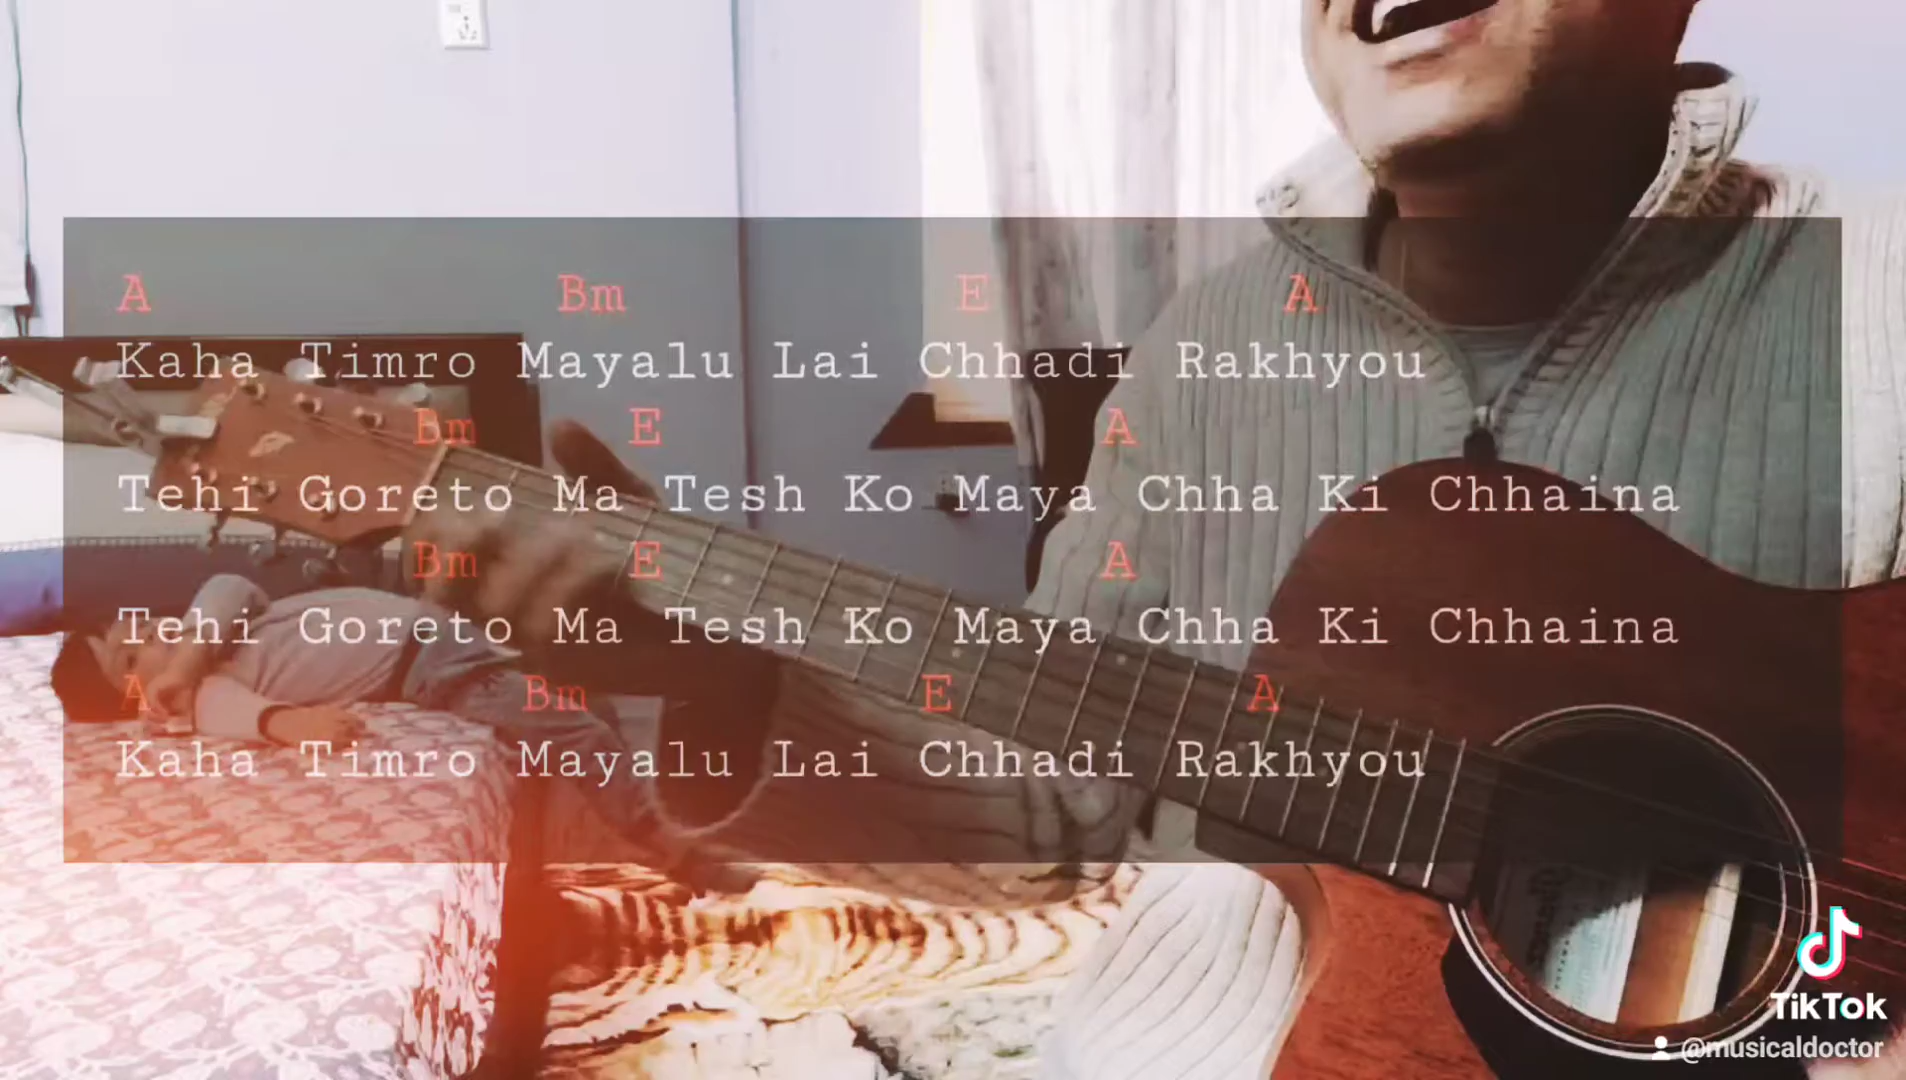 A Bm E A
Kaha Timro Mayalu Lai Chhadi Rakhyou
Bm E A
Tehi Goreto Ma Tesh Ko Maya Chha Ki Chhaina
Bm E A
Tehi Goreto Ma Tesh Ko Maya Chha Ki Chhaina
A Bm E A
Kaha Timro Mayalu Lai Chhadi Rakhyou
TikTok
@musicaldoctor